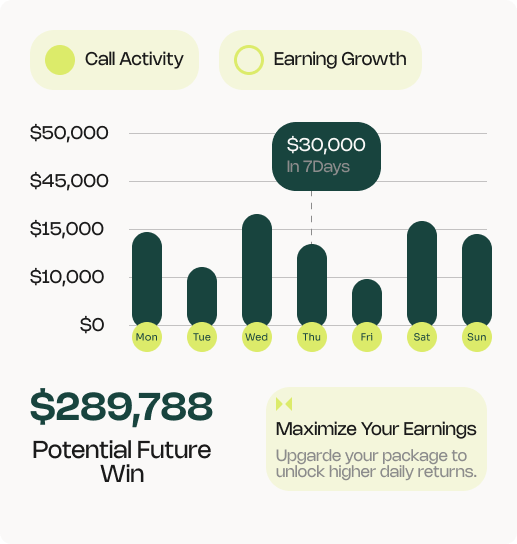 Call Activity
Earning Growth
$50,000
$45,000
$15,000
$10,000
$0
$30,000
In 7Days
Mon
Tue
Wed
Thu
Fri
Sat
Sun
$289,788
Potential Future
Win
Maximize Your Earnings
Upgarde your package to
unlock higher daily returns.